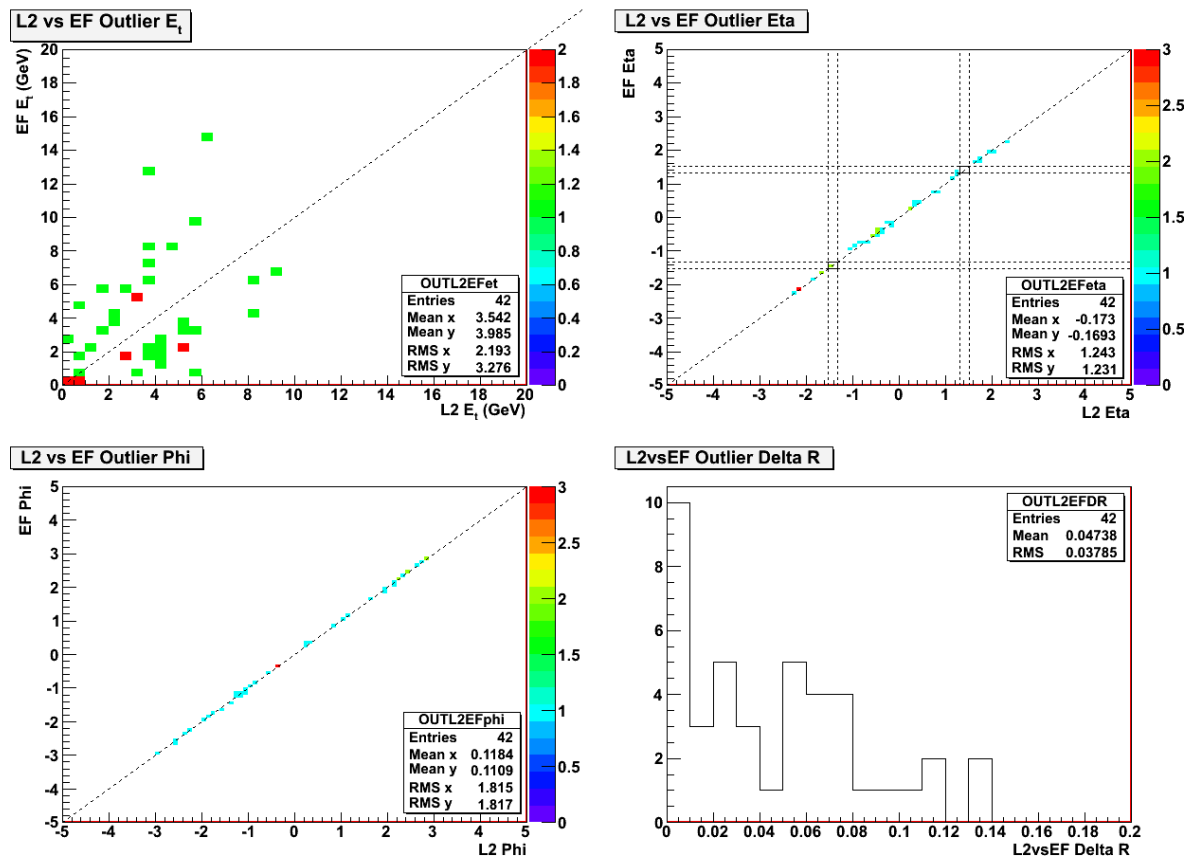 L2 vs EF Outlier Et
EF Et (GeV)
20
18
16
14
12
10
8
6
4
2
0
0 2 4 6 8 10 12 14 16 18 20
L2 Et (GeV)
2
1.8
1.6
1.4
1.2
1
0.8
0.6
0.4
0.2
0
OUTL2EFet
Entries 42
Mean x 3.542
Mean y 3.985
RMS x 2.193
RMS y 3.276
L2 vs EF Outlier Eta
EF Eta
5
4
3
2
1
0
-1
-2
-3
-4
-5
-5 -4 -3 -2 -1 0 1 2 3 4 5
L2 Eta
3
2.5
2
1.5
1
0.5
0
OUTL2EFeta
Entries 42
Mean x -0.173
Mean y -0.1693
RMS x 1.243
RMS y 1.231
L2 vs EF Outlier Phi
EF Phi
5
4
3
2
1
0
-1
-2
-3
-4
-5
-5 -4 -3 -2 -1 0 1 2 3 4 5
L2 Phi
3
2.5
2
1.5
1
0.5
0
OUTL2EFphi
Entries 42
Mean x 0.1184
Mean y 0.1109
RMS x 1.815
RMS y 1.817
L2vsEF Outlier Delta R
10
8
6
4
2
0
0 0.02 0.04 0.06 0.08 0.1 0.12 0.14 0.16 0.18 0.2
L2vsEF Delta R
OUTL2EFDR
Entries 42
Mean 0.04738
RMS 0.03785